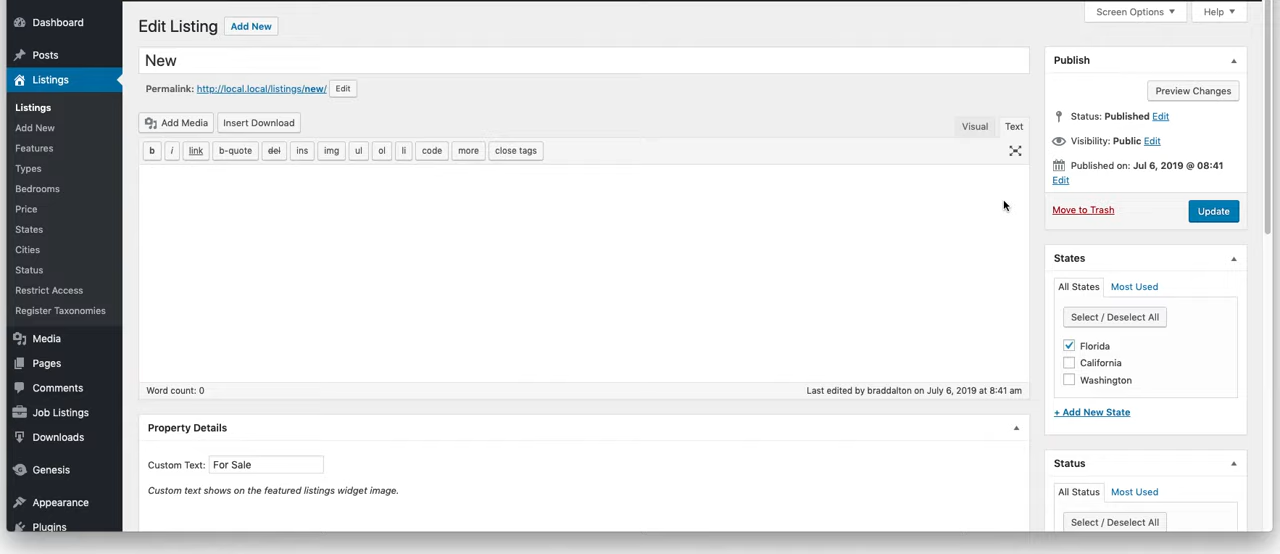 Dashboard
Posts
Listings
Listings
Add New
Features
Types
Bedrooms
Price
States
Cities
Status
Restrict Access
Register Taxonomies
Media
Pages
Comments
Job Listings
Downloads
Genesis
Appearance
Plugins
Screen Options ▼ Help ▼
Edit Listing Add New
New
Permalink: http://local.local/listings/new/ Edit
Add Media Insert Download
Visual Text
b i link b-quote del ins img ul ol li code more close tags
Word count: 0 Last edited by braddalton on July 6, 2019 at 8:41 am
Property Details
Custom Text: For Sale
Custom text shows on the featured listings widget image.
Publish
Preview Changes
Status: Published Edit
Visibility: Public Edit
Published on: Jul 6, 2019 @ 08:41
Edit
Move to Trash Update
States
All States Most Used
Select / Deselect All
Florida
California
Washington
+ Add New State
Status
All Status Most Used
Select / Deselect All